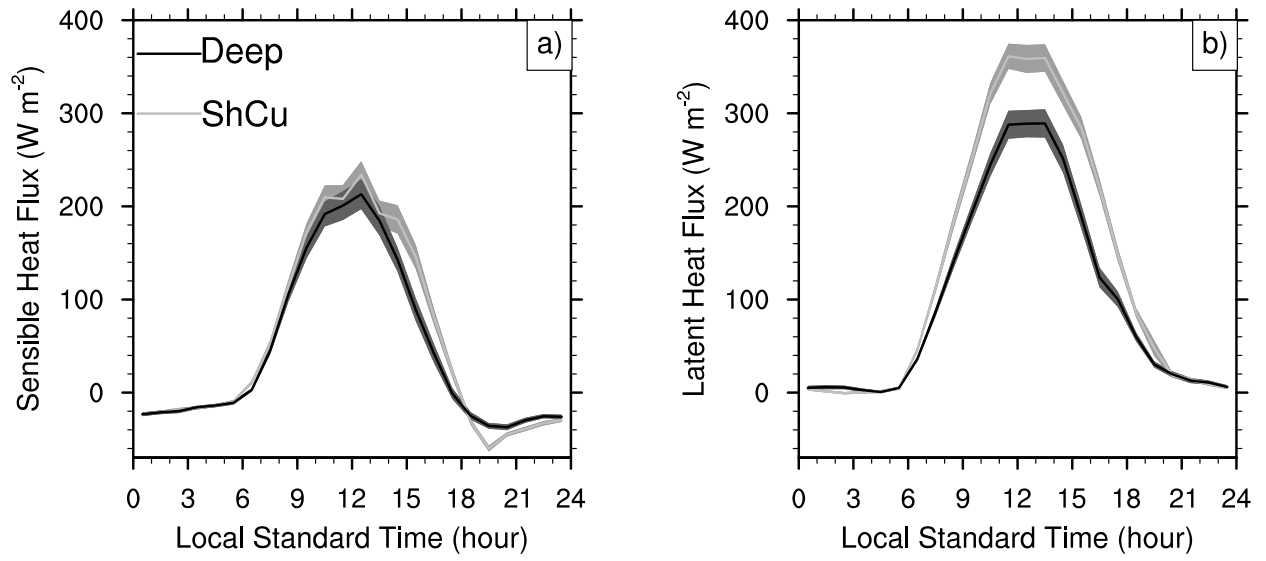 a)
Deep
ShCu
Sensible Heat Flux (W m⁻²)
400
300
200
100
0
0 3 6 9 12 15 18 21 24
Local Standard Time (hour)
b)
Latent Heat Flux (W m⁻²)
400
300
200
100
0
0 3 6 9 12 15 18 21 24
Local Standard Time (hour)